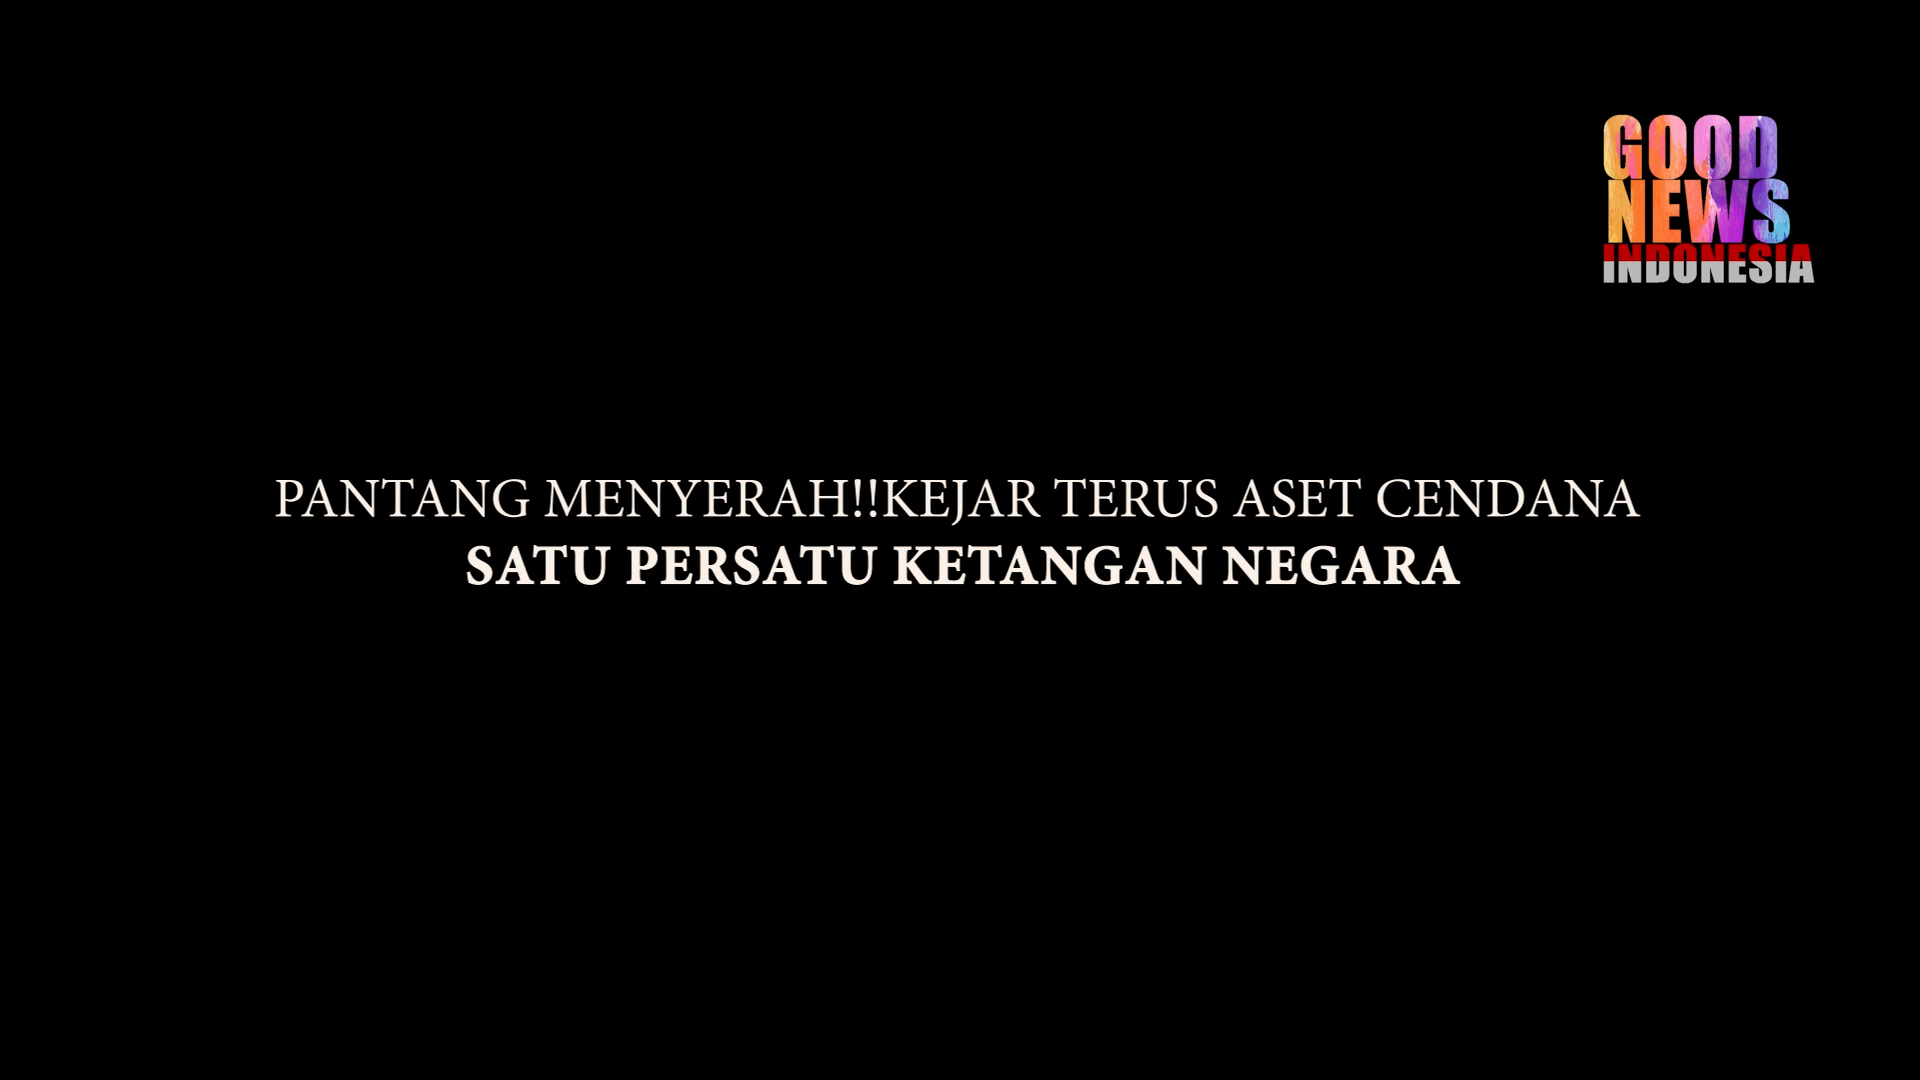 GOOD
NEWS
INDONESIA
PANTANG MENYERAH!!KEJAR TERUS ASET CENDANA
SATU PERSATU KETANGAN NEGARA